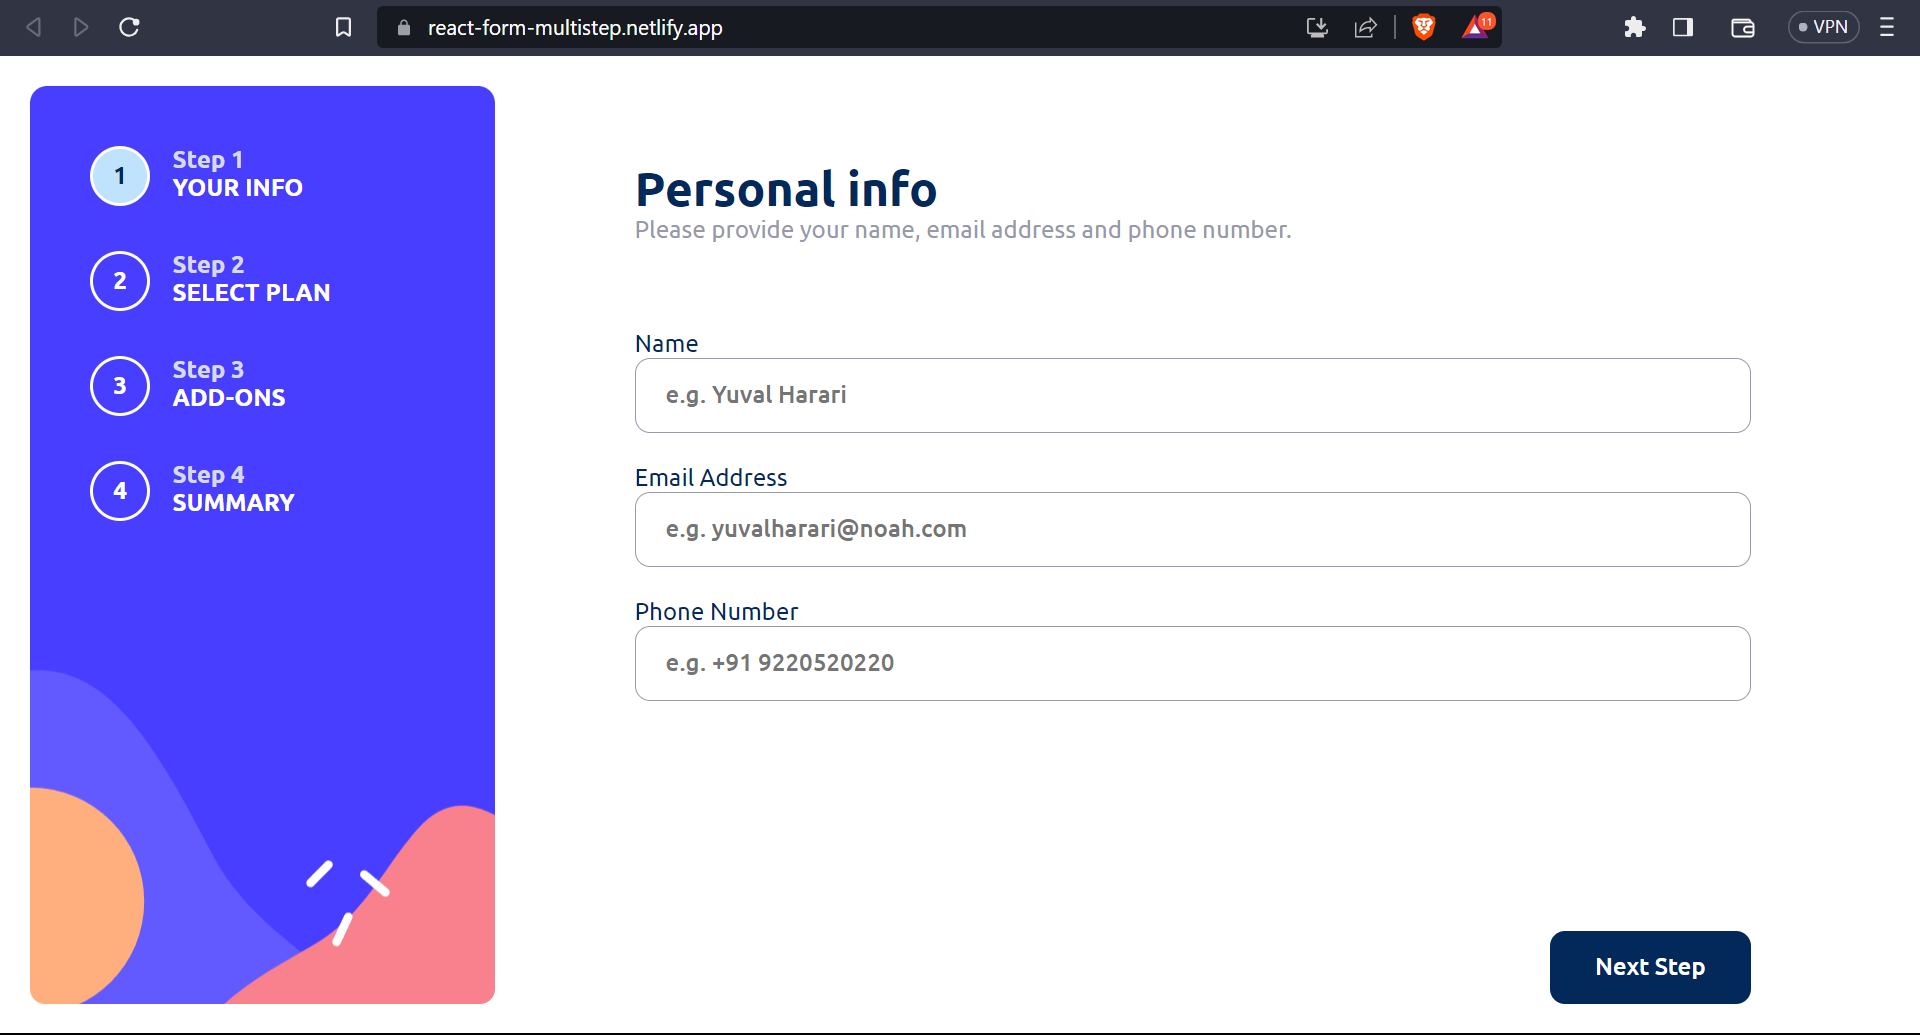 react-form-multistep.netlify.app
11
VPN
1
Step 1
YOUR INFO
2
Step 2
SELECT PLAN
3
Step 3
ADD-ONS
4
Step 4
SUMMARY
Personal info
Please provide your name, email address and phone number.
Name
e.g. Yuval Harari
Email Address
e.g. yuvalharari@noah.com
Phone Number
e.g. +91 9220520220
Next Step